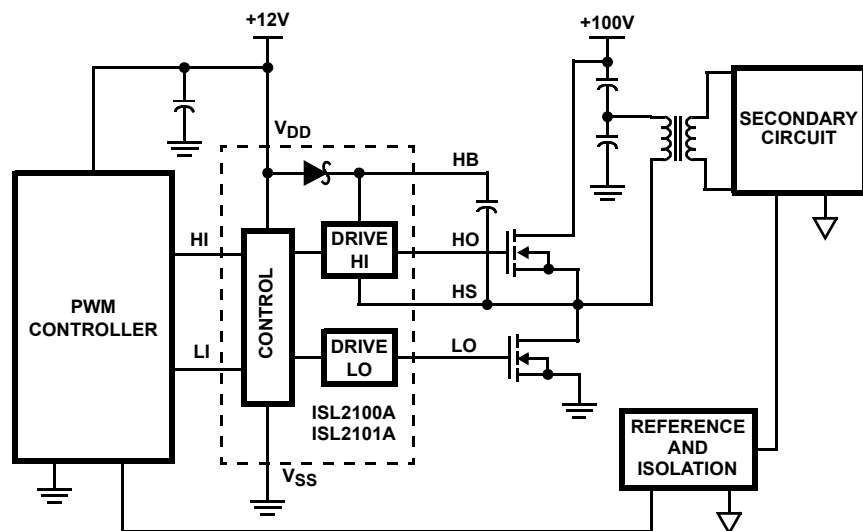 +12V
+100V
SECONDARY
CIRCUIT
VDD
HB
HI
DRIVE
HI
HO
CONTROL
HS
PWM
CONTROLLER
LI
DRIVE
LO
LO
ISL2100A
ISL2101A
REFERENCE
AND
ISOLATION
VSS